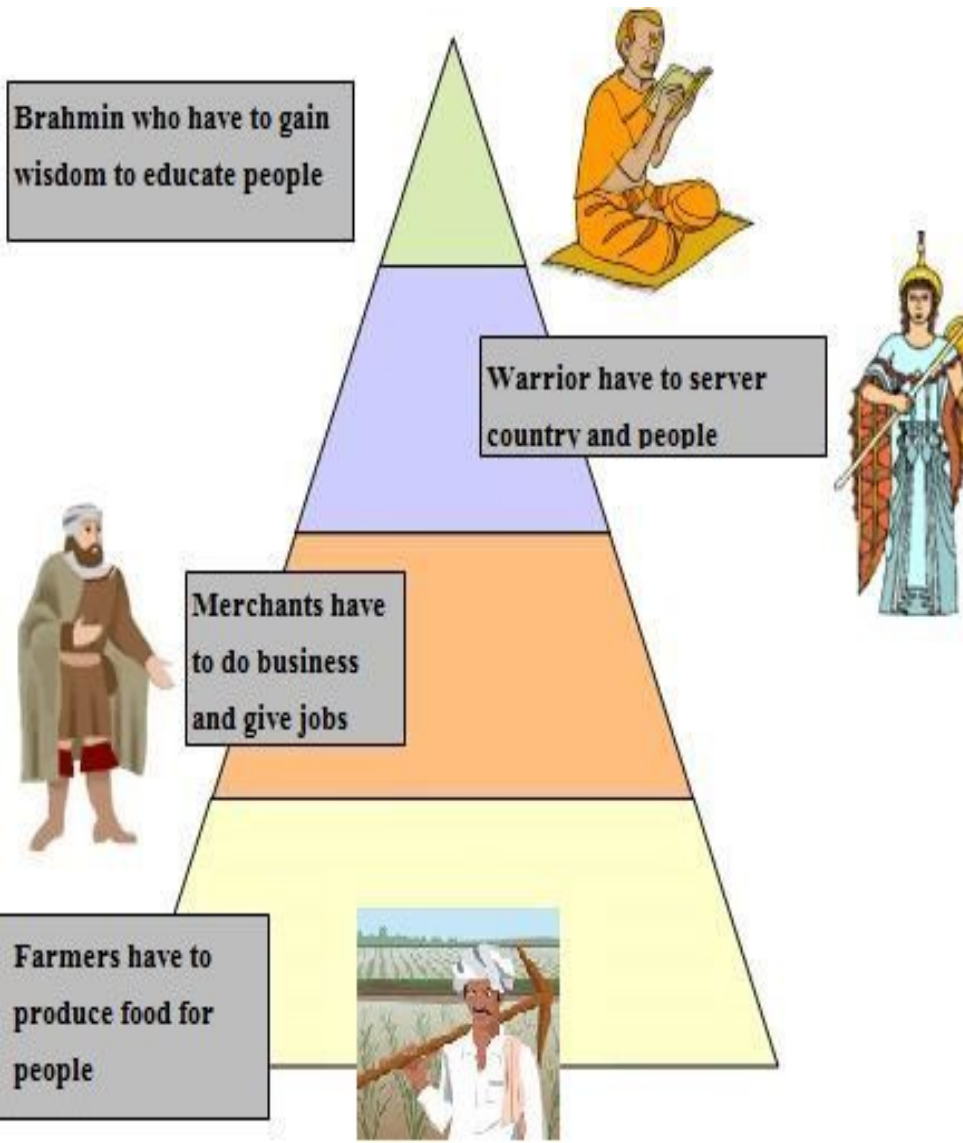 Brahmin who have to gain
wisdom to educate people
Warrior have to server
country and people
Merchants have
to do business
and give jobs
Farmers have to
produce food for
people